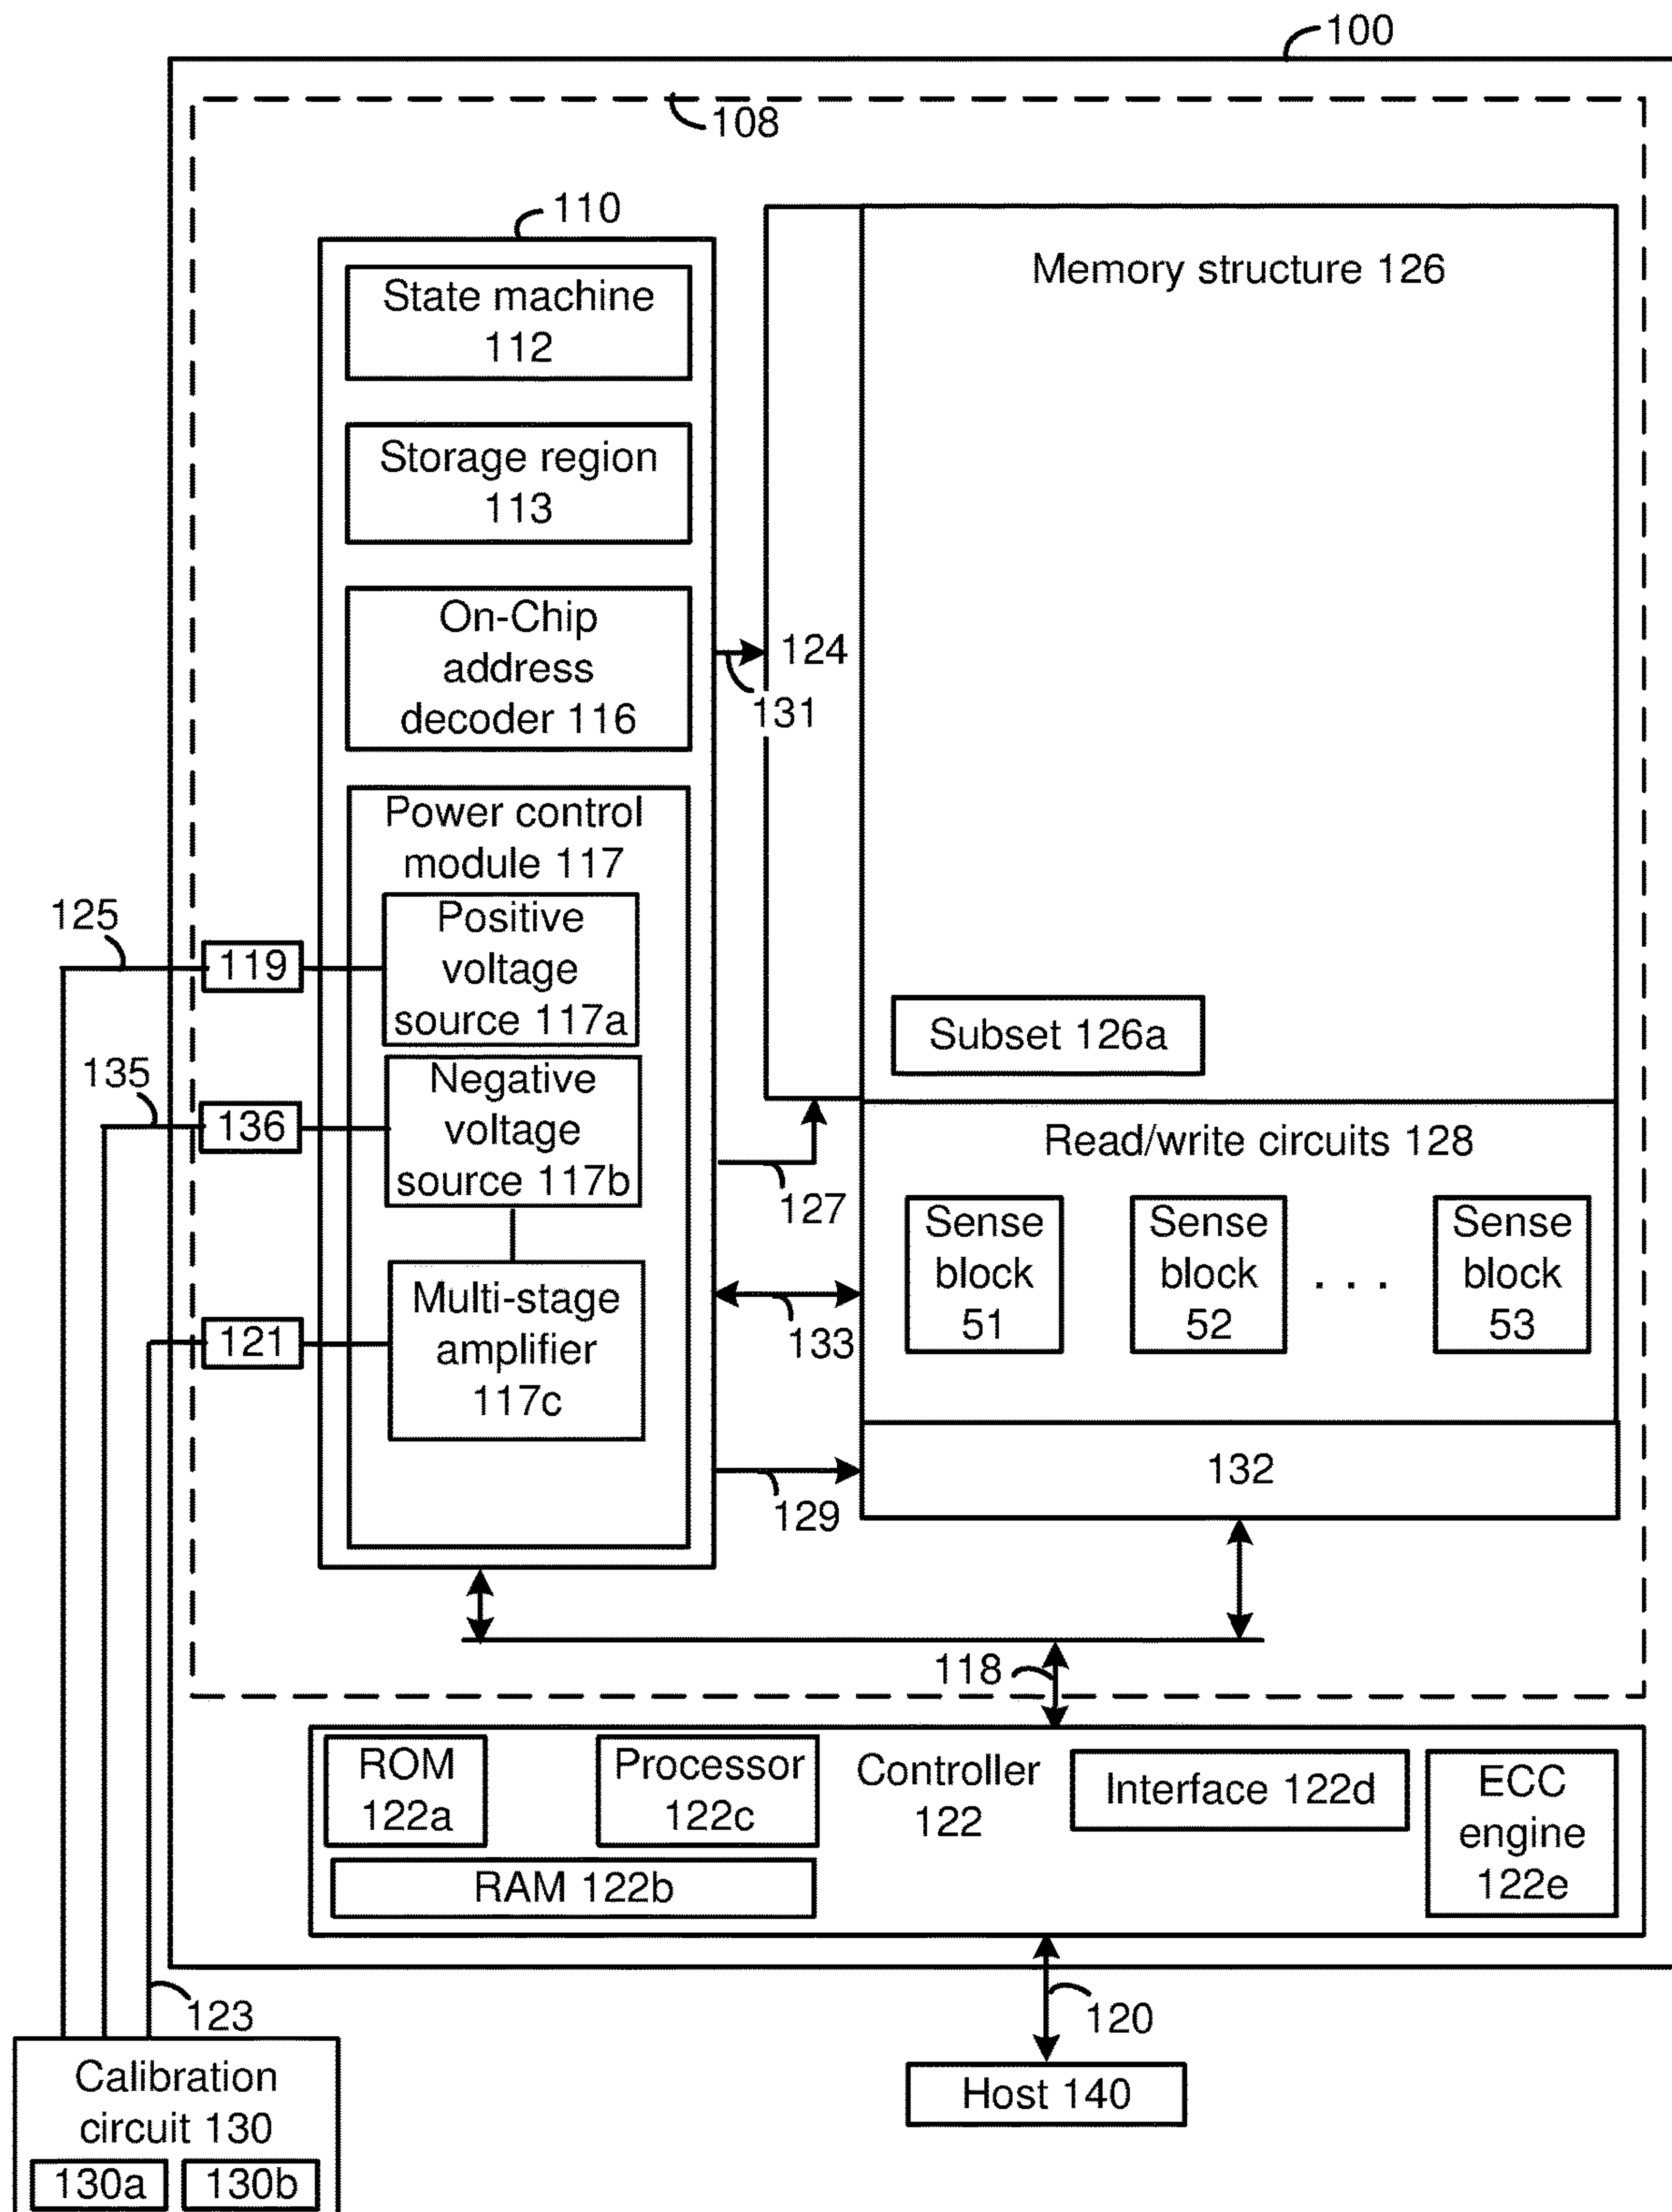 100
108
110
State machine
112
Storage region
113
On-Chip
address
decoder 116
Power control
module 117
Positive
voltage
source 117a
Negative
voltage
source 117b
Multi-stage
amplifier
117c
125
119
135
136
121
124
131
Memory structure 126
Subset 126a
127
Read/write circuits 128
Sense
block
51
Sense
block
52
. . .
Sense
block
53
133
129
132
118
ROM
122a
Processor
122c
Controller
122
Interface 122d
ECC
engine
122e
RAM 122b
123
120
Calibration
circuit 130
130a
130b
Host 140